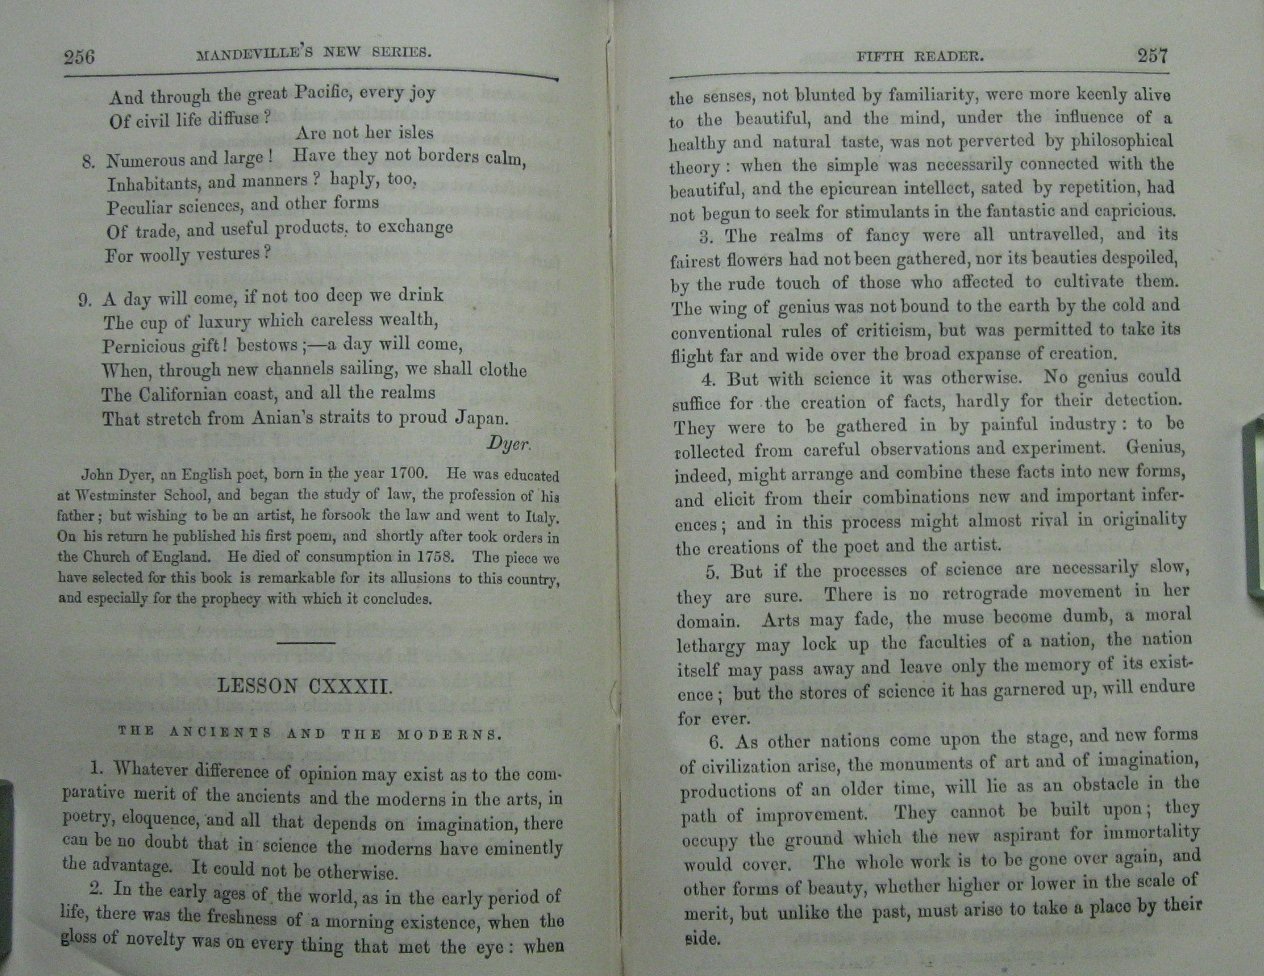 256 MANDEVILLE'S NEW SERIES.
And through the great Pacific, every joy
Of civil life diffuse ?
Are not her isles
8. Numerous and large ! Have they not borders calm,
Inhabitants, and manners ? haply, too,
Peculiar sciences, and other forms
Of trade, and useful products, to exchange
For woolly vestures ?
9. A day will come, if not too deep we drink
The cup of luxury which careless wealth,
Pernicious gift! bestows ;—a day will come,
When, through new channels sailing, we shall clothe
The Californian coast, and all the realms
That stretch from Anian's straits to proud Japan.
Dyer.
John Dyer, an English poet, born in the year 1700. He was educated
at Westminster School, and began the study of law, the profession of his
father ; but wishing to be an artist, he forsook the law and went to Italy.
On his return he published his first poem, and shortly after took orders in
the Church of England. He died of consumption in 1758. The piece we
have selected for this book is remarkable for its allusions to this country,
and especially for the prophecy with which it concludes.
LESSON CXXXII.
THE ANCIENTS AND THE MODERNS.
1. Whatever difference of opinion may exist as to the com-
parative merit of the ancients and the moderns in the arts, in
poetry, eloquence, and all that depends on imagination, there
can be no doubt that in science the moderns have eminently
the advantage. It could not be otherwise.
2. In the early ages of the world, as in the early period of
life, there was the freshness of a morning existence, when the
gloss of novelty was on every thing that met the eye : when
FIFTH READER. 257
the senses, not blunted by familiarity, were more keenly alive
to the beautiful, and the mind, under the influence of a
healthy and natural taste, was not perverted by philosophical
theory : when the simple was necessarily connected with the
beautiful, and the epicurean intellect, sated by repetition, had
not begun to seek for stimulants in the fantastic and capricious.
3. The realms of fancy were all untravelled, and its
fairest flowers had not been gathered, nor its beauties despoiled,
by the rude touch of those who affected to cultivate them.
The wing of genius was not bound to the earth by the cold and
conventional rules of criticism, but was permitted to take its
flight far and wide over the broad expanse of creation.
4. But with science it was otherwise. No genius could
suffice for the creation of facts, hardly for their detection.
They were to be gathered in by painful industry : to be
collected from careful observations and experiment. Genius,
indeed, might arrange and combine these facts into new forms,
and elicit from their combinations new and important infer-
ences ; and in this process might almost rival in originality
the creations of the poet and the artist.
5. But if the processes of science are necessarily slow,
they are sure. There is no retrograde movement in her
domain. Arts may fade, the muse become dumb, a moral
lethargy may lock up the faculties of a nation, the nation
itself may pass away and leave only the memory of its exist-
ence ; but the stores of science it has garnered up, will endure
for ever.
6. As other nations come upon the stage, and new forms
of civilization arise, the monuments of art and of imagination,
productions of an older time, will lie as an obstacle in the
path of improvement. They cannot be built upon ; they
occupy the ground which the new aspirant for immortality
would cover. The whole work is to be gone over again, and
other forms of beauty, whether higher or lower in the scale of
merit, but unlike the past, must arise to take a place by their
side.